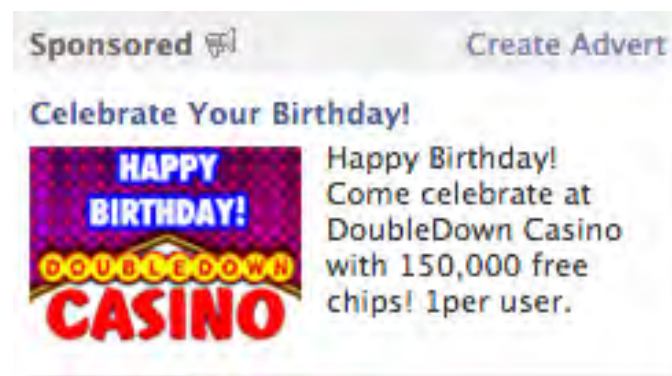 Sponsored
Create Advert
Celebrate Your Birthday!
HAPPY
BIRTHDAY!
DOUBLEDOWN
CASINO
Happy Birthday!
Come celebrate at
DoubleDown Casino
with 150,000 free
chips! 1per user.